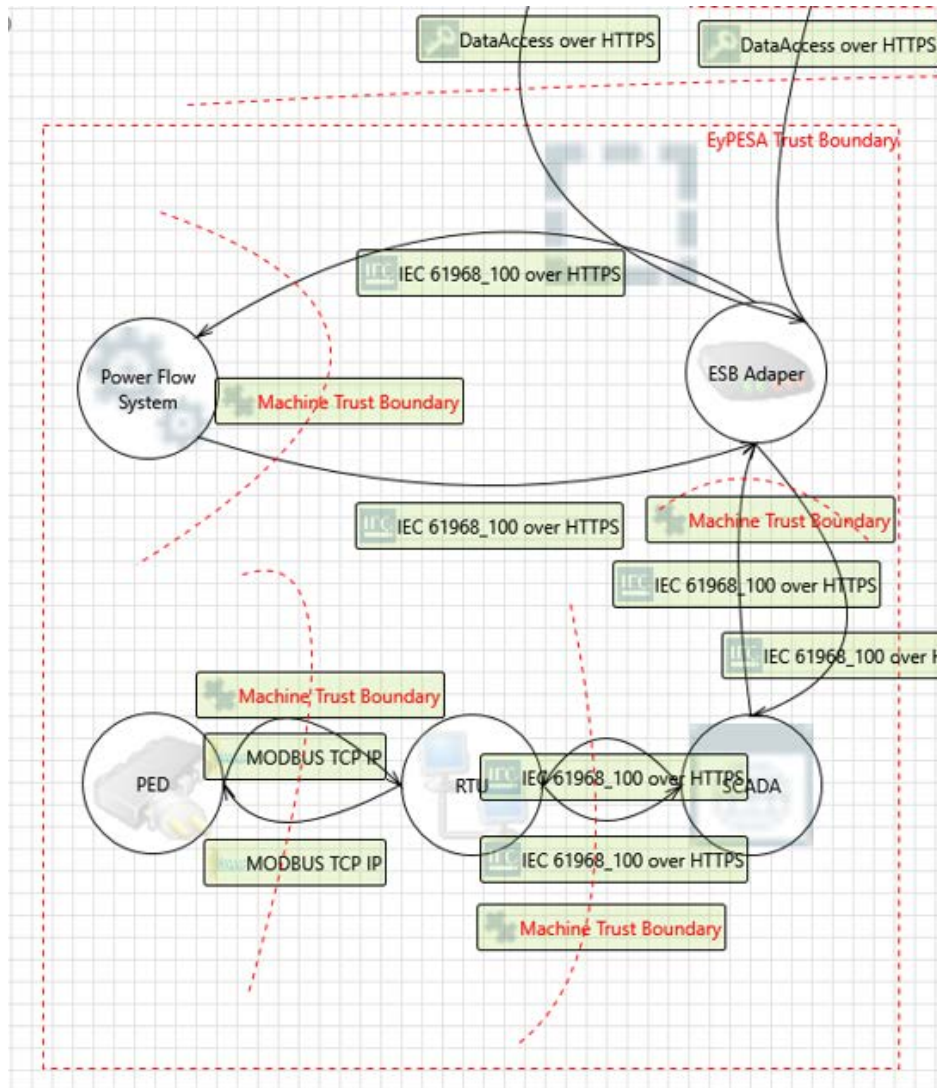 DataAccess over HTTPS
DataAccess over HTTPS
EyPESA Trust Boundary
IEC 61968_100 over HTTPS
Power Flow
System
ESB Adaper
Machine Trust Boundary
IEC 61968_100 over HTTPS
Machine Trust Boundary
IEC 61968_100 over HTTPS
IEC 61968_100 over H
Machine Trust Boundary
MODBUS TCP IP
PED
RTU
IEC 61968_100 over HTTPS
SCADA
MODBUS TCP IP
IEC 61968_100 over HTTPS
Machine Trust Boundary